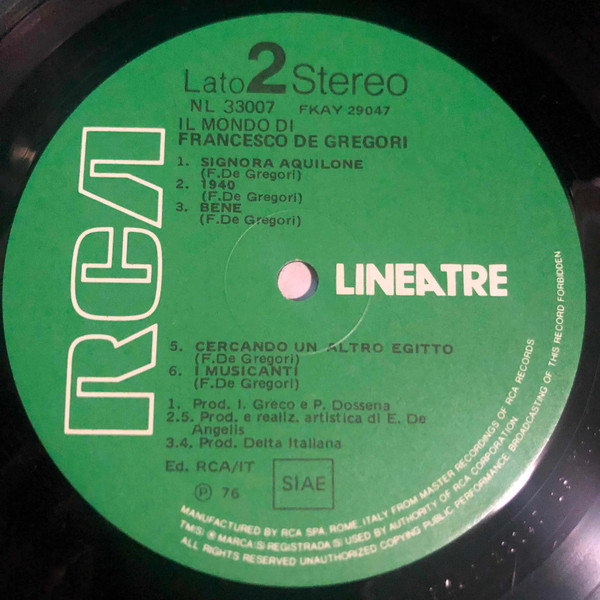 Lato 2 Stereo
NL 33007 FKAY 29047
IL MONDO DI
FRANCESCO DE GREGORI
1. SIGNORA AQUILONE
(F.De Gregori)
2. 1940
(F.De Gregori)
3. BENE
(F.De Gregori)
RCA
LINEATRE
5. CERCANDO UN ALTRO EGITTO
(F.De Gregori)
6. I MUSICANTI
(F.De Gregori)
1. Prod. I. Greco e P. Dossena
2.5. Prod. e realiz. artistica di E. De
Angelis
3.4. Prod. Delta Italiana
Ed. RCA/IT
SIAE
Ⓟ 76
MANUFACTURED BY RCA SPA, ROME, ITALY FROM MASTER RECORDINGS OF RCA RECORDS.
TM(S) ® MARCA(S) REGISTRADA(S) USED BY AUTHORITY OF RCA CORPORATION
ALL RIGHTS RESERVED UNAUTHORIZED COPYING PUBLIC PERFORMANCE BROADCASTING OF THIS RECORD FORBIDDEN